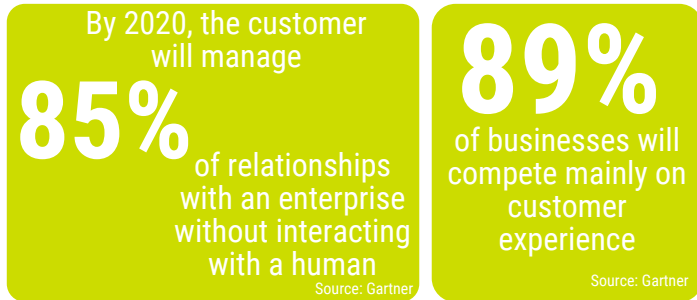 By 2020, the customer
will manage
85%
of relationships
with an enterprise
without interacting
with a human
Source: Gartner
89%
of businesses will
compete mainly on
customer
experience
Source: Gartner